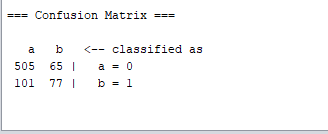 === Confusion Matrix ===
a b <-- classified as
505 65 | a = 0
101 77 | b = 1